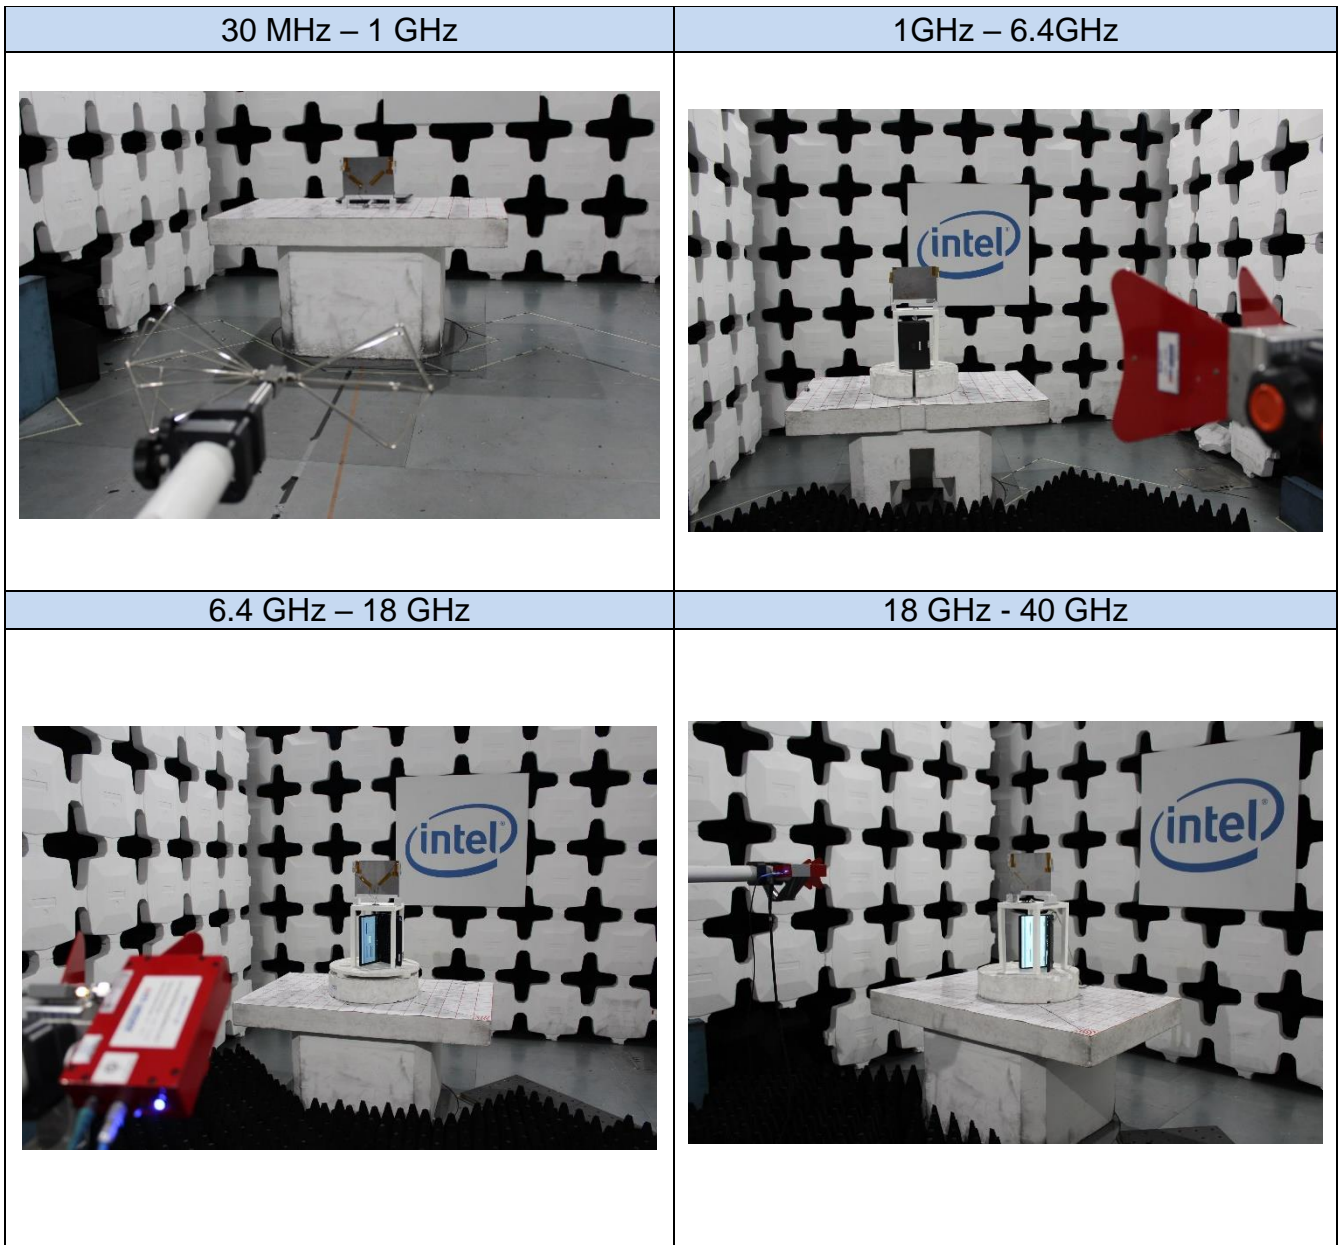 30 MHz – 1 GHz
1GHz – 6.4GHz
intel
6.4 GHz – 18 GHz
18 GHz - 40 GHz
intel
intel